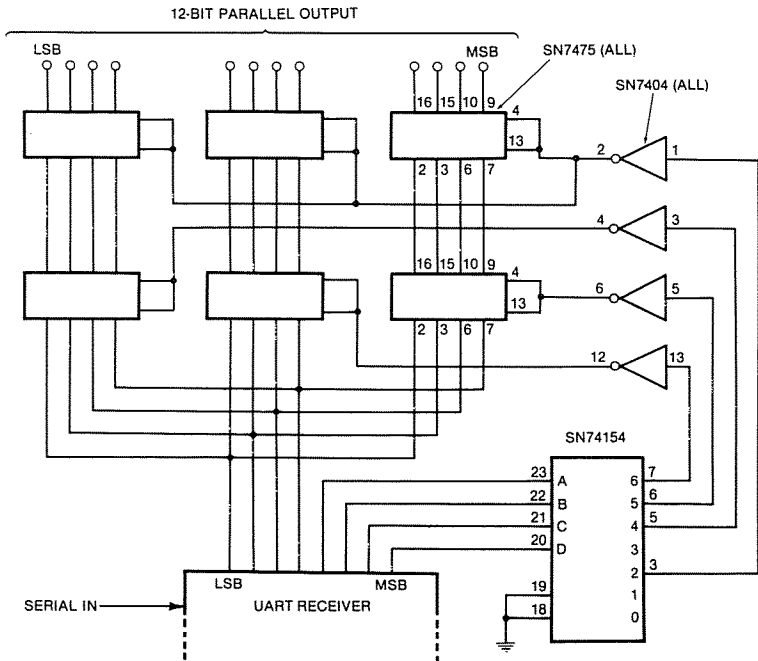 12-BIT PARALLEL OUTPUT
LSB
MSB
SN7475 (ALL)
SN7404 (ALL)
16 15 10 9
4
13
2 1
2 3 6 7
4 3
16 15 10 9
4
13
6 5
2 3 6 7
12 13
SN74154
23 A 6 7
22 B 5 6
21 C 4 5
20 D 3
2 3
19 1
18 0
LSB MSB
SERIAL IN
UART RECEIVER